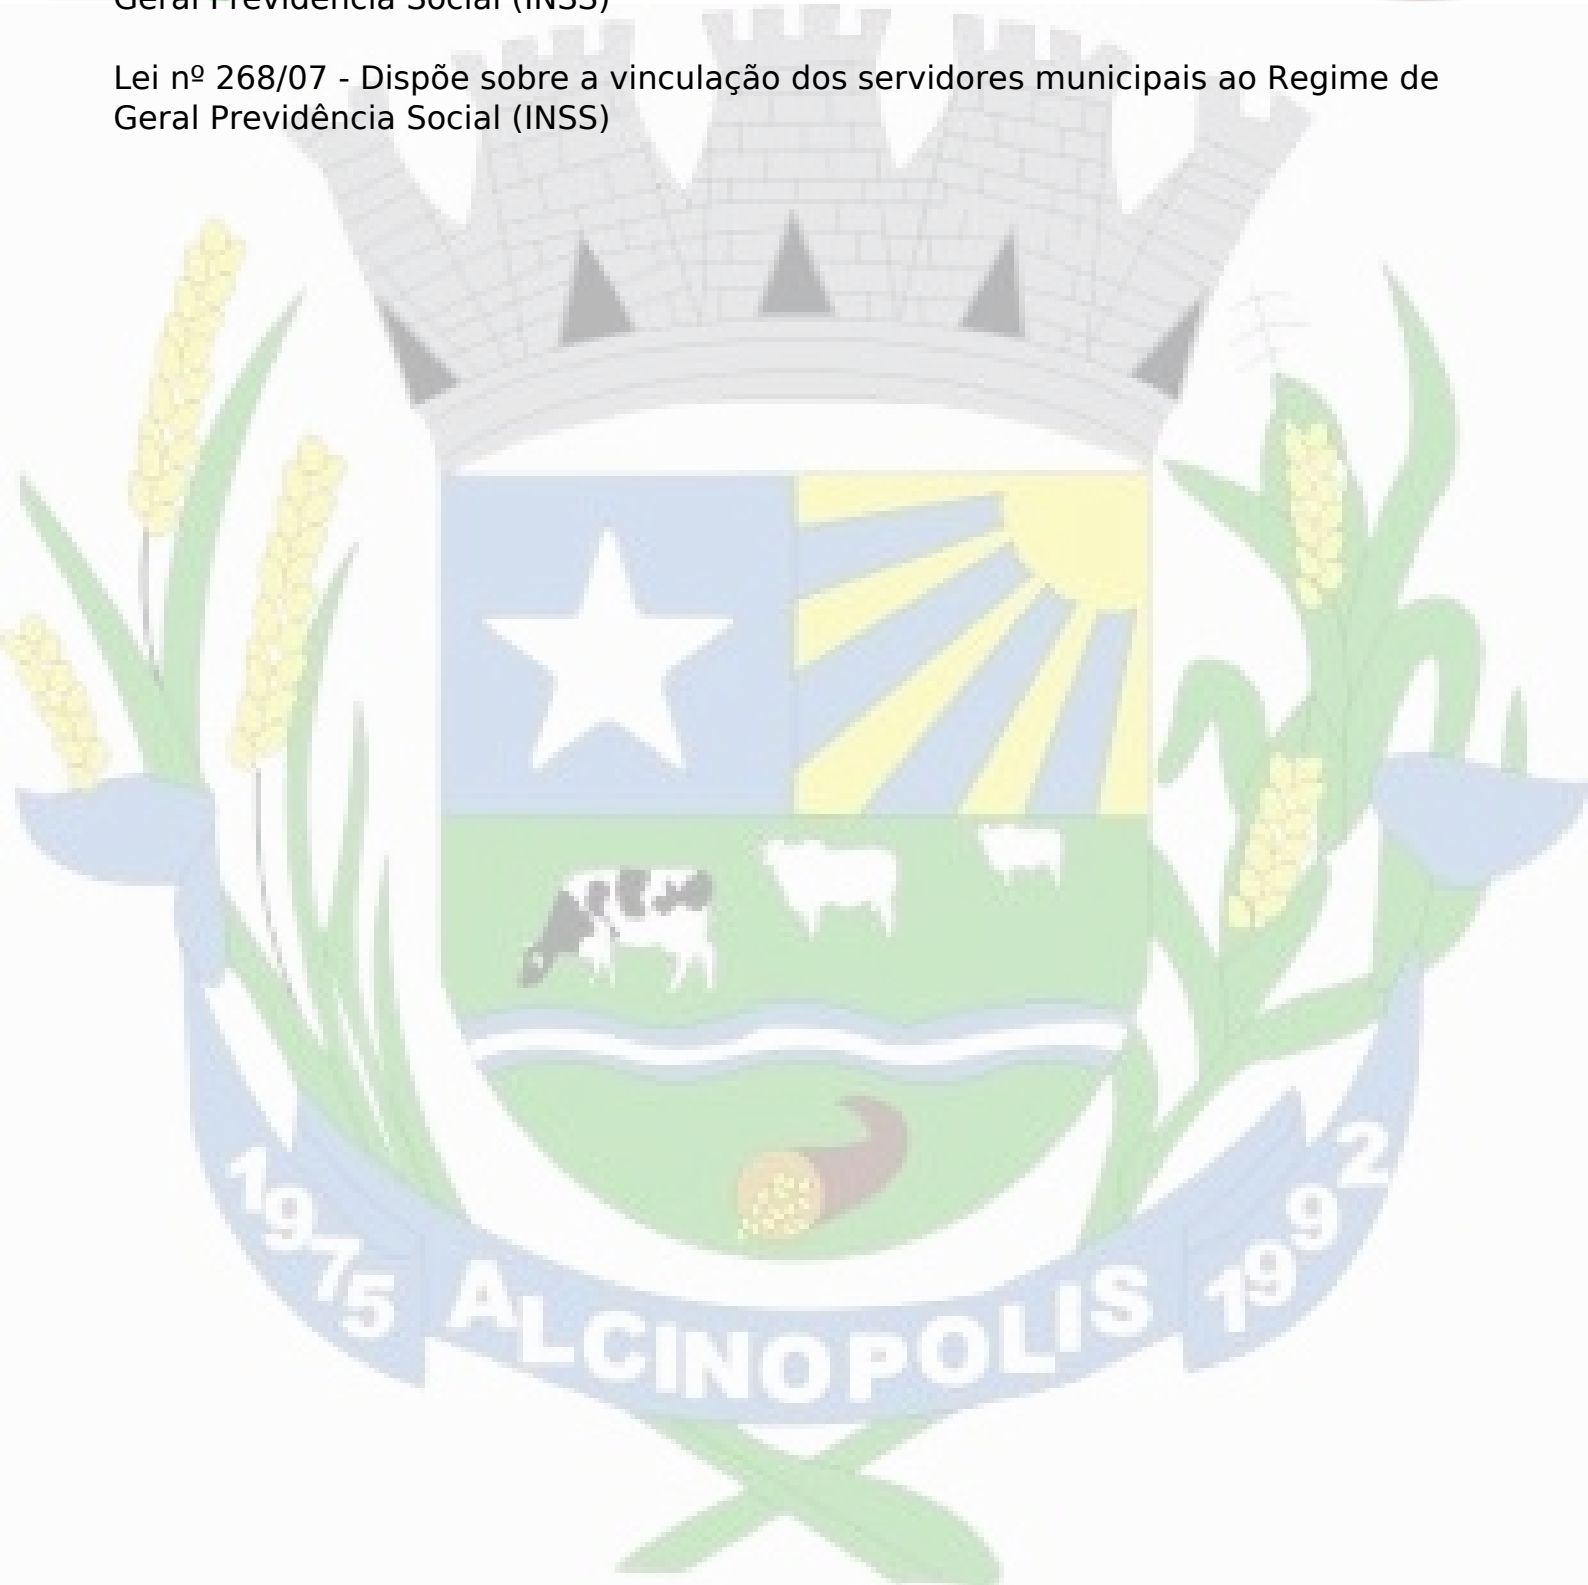 Geral Previdência Social (INSS)
Lei nº 268/07 - Dispõe sobre a vinculação dos servidores municipais ao Regime de
Geral Previdência Social (INSS)
1975
ALCINOPOLIS
1992